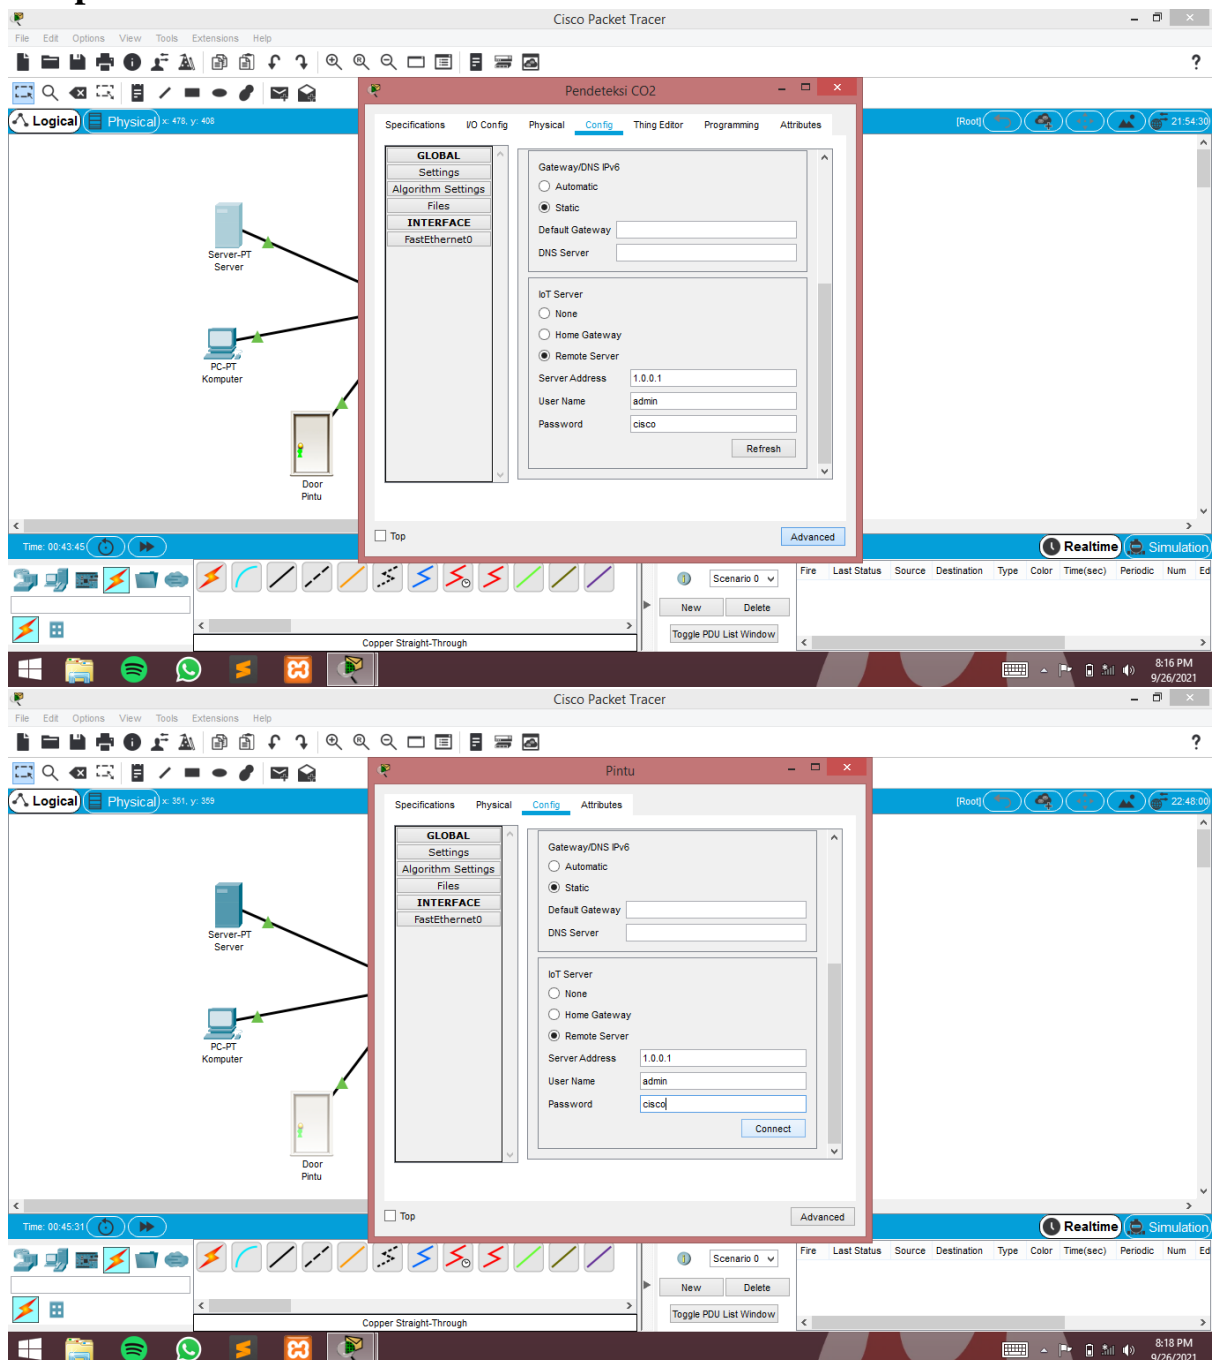 Cisco Packet Tracer
File Edit Options View Tools Extensions Help
?
Pendeteksi CO2
Logical Physical x: 478, y: 408
[Root] 21:54:30
Specifications I/O Config Physical Config Thing Editor Programming Attributes
GLOBAL
Settings
Algorithm Settings
Files
INTERFACE
FastEthernet0
Gateway/DNS IPv6
Automatic
Static
Default Gateway
DNS Server
IoT Server
None
Home Gateway
Remote Server
Server Address 1.0.0.1
User Name admin
Password cisco
Refresh
Server-PT
Server
PC-PT
Komputer
Door
Pintu
Top
Advanced
Time: 00:43:45
Realtime Simulation
Scenario 0
Fire Last Status Source Destination Type Color Time(sec) Periodic Num Ed
New Delete
Toggle PDU List Window
Copper Straight-Through
8:16 PM
9/26/2021
Cisco Packet Tracer
File Edit Options View Tools Extensions Help
?
Pintu
Logical Physical x: 351, y: 359
[Root] 22:48:00
Specifications Physical Config Attributes
GLOBAL
Settings
Algorithm Settings
Files
INTERFACE
FastEthernet0
Gateway/DNS IPv6
Automatic
Static
Default Gateway
DNS Server
IoT Server
None
Home Gateway
Remote Server
Server Address 1.0.0.1
User Name admin
Password cisco
Connect
Server-PT
Server
PC-PT
Komputer
Door
Pintu
Top
Advanced
Time: 00:45:31
Realtime Simulation
Scenario 0
Fire Last Status Source Destination Type Color Time(sec) Periodic Num Ed
New Delete
Toggle PDU List Window
Copper Straight-Through
8:18 PM
9/26/2021